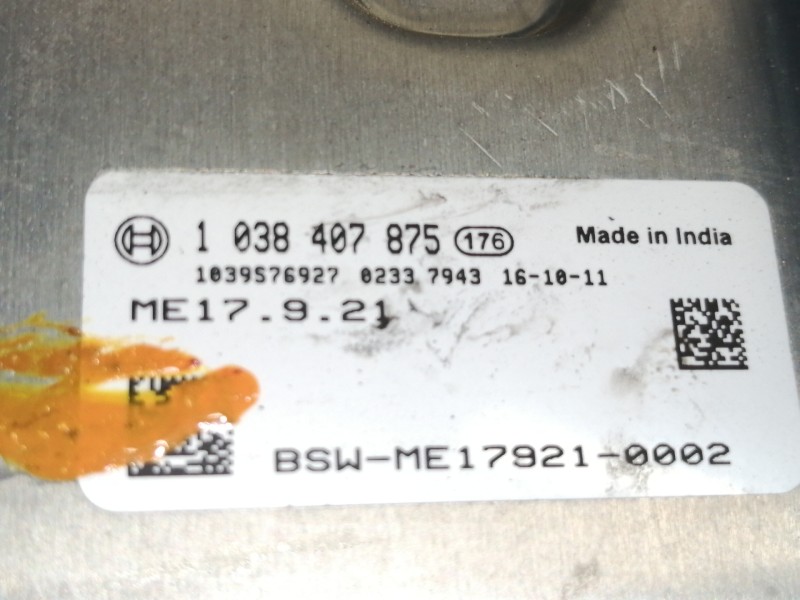 1 038 407 875 176 Made in India
1039S76927 0233 7943 16-10-11
ME17.9.21
BSW-ME17921-0002